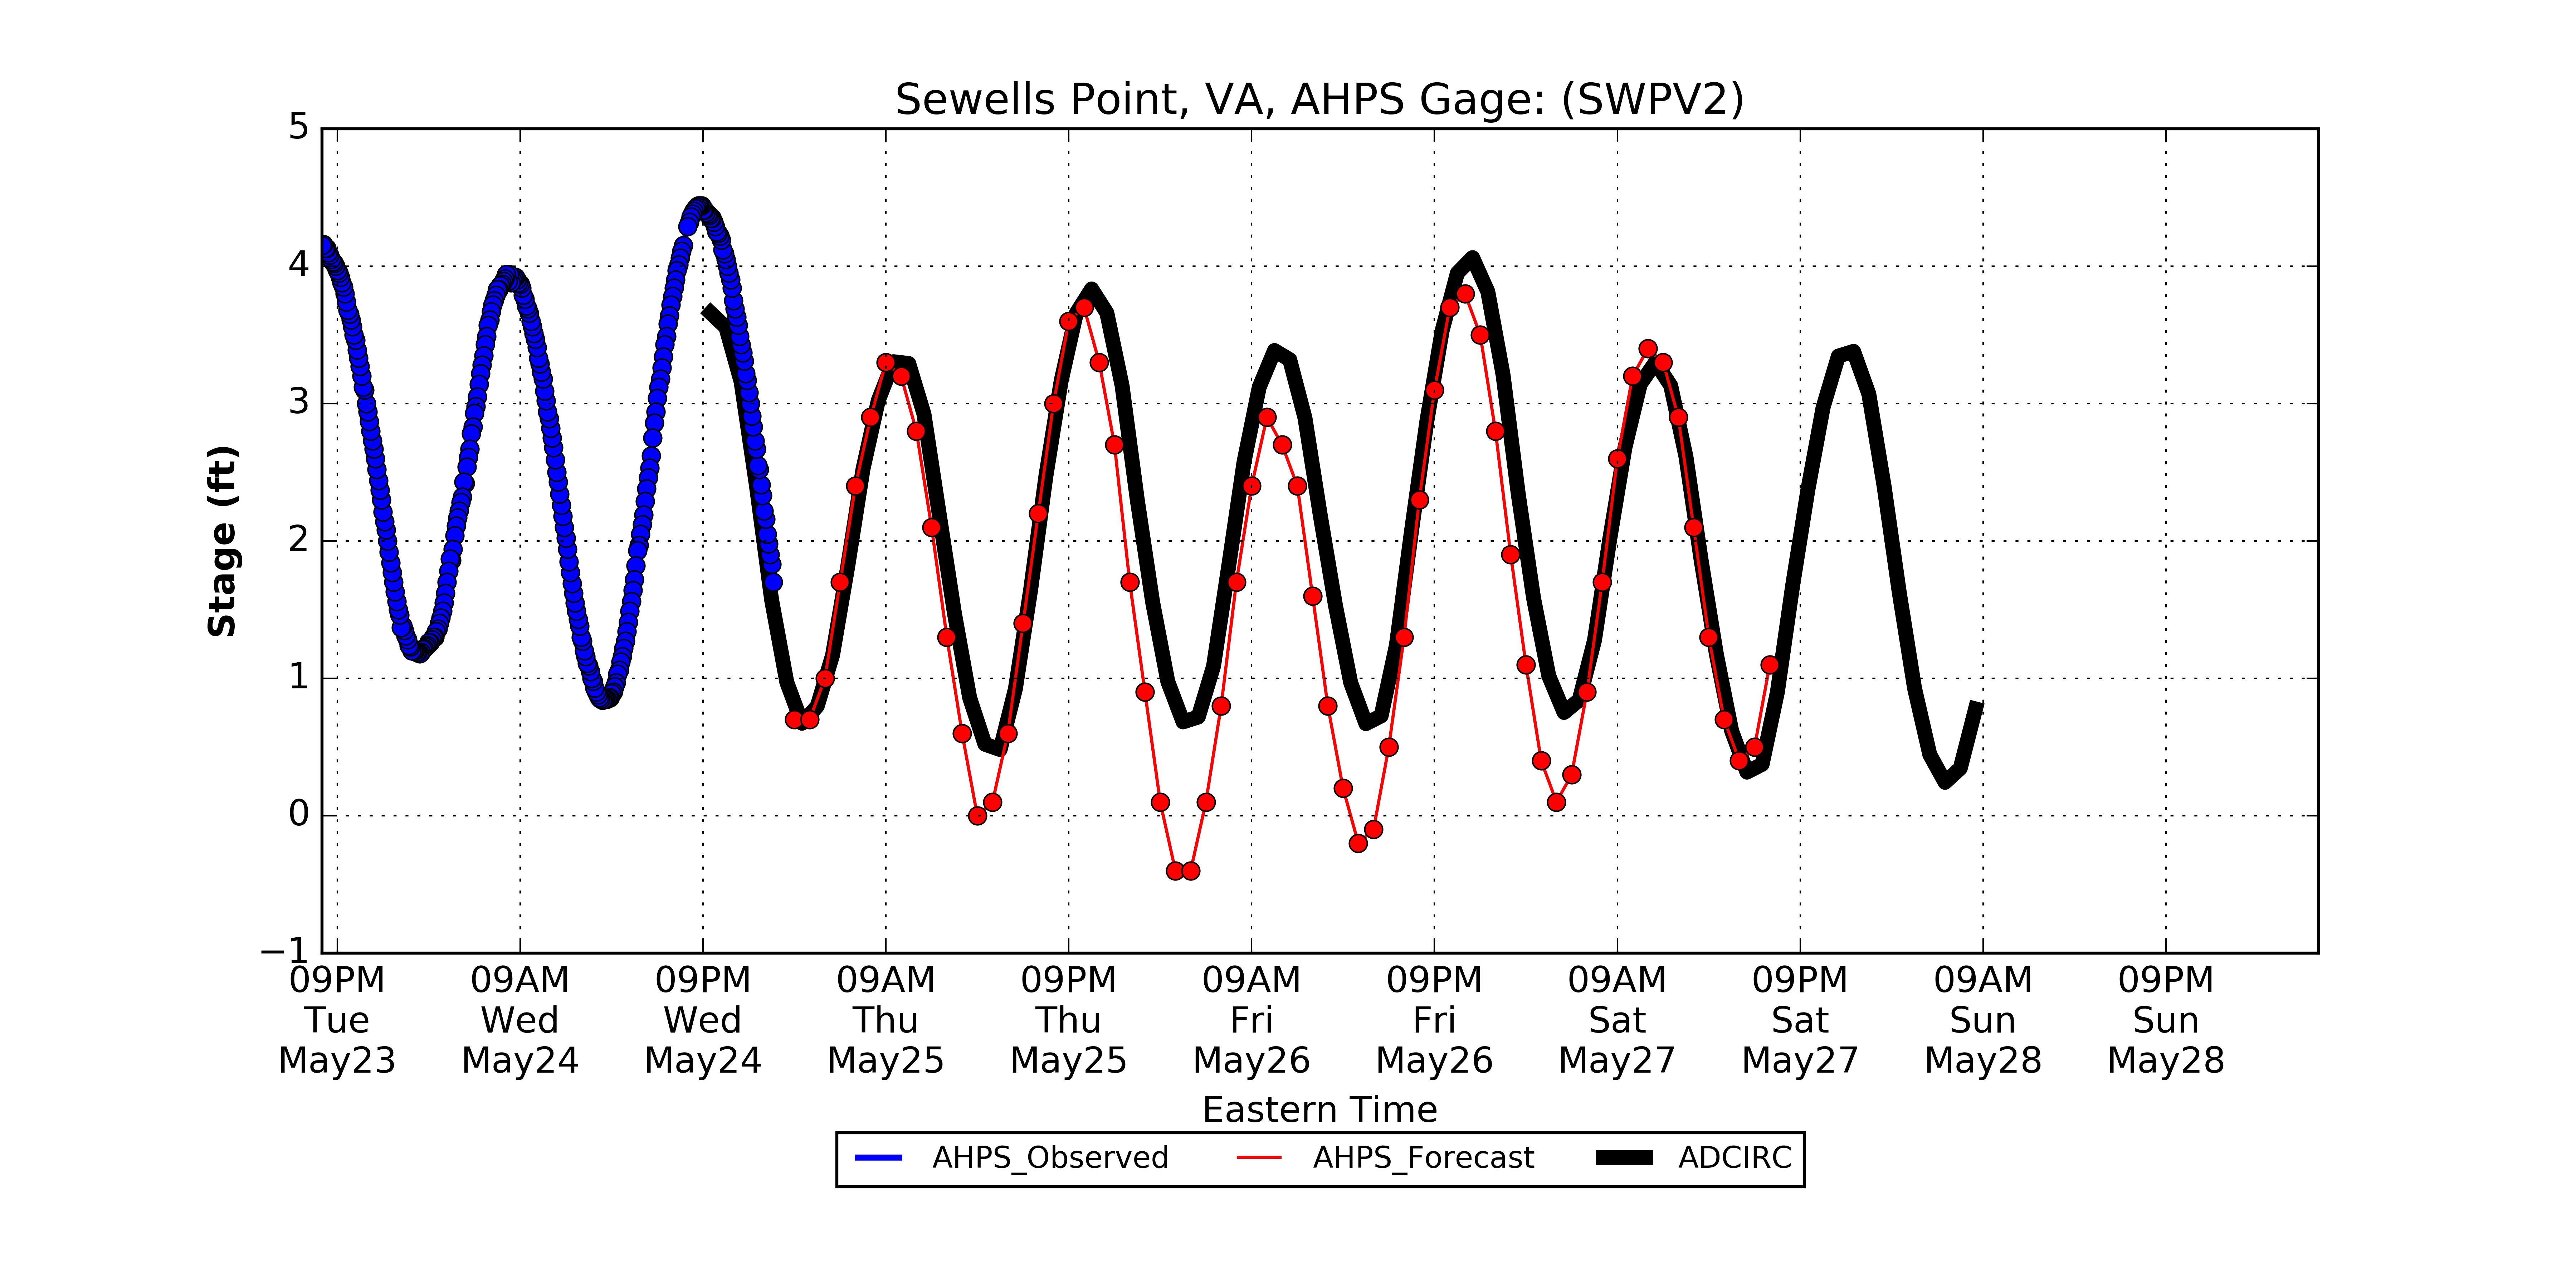 Sewells Point, VA, AHPS Gage: (SWPV2)
5
4
3
2
1
0
−1
Stage (ft)
09PM 09AM 09PM 09AM 09PM 09AM 09PM 09AM 09PM 09AM 09PM
Tue Wed Wed Thu Thu Fri Fri Sat Sat Sun Sun
May23 May24 May24 May25 May25 May26 May26 May27 May27 May28 May28
Eastern Time
AHPS_Observed AHPS_Forecast ADCIRC